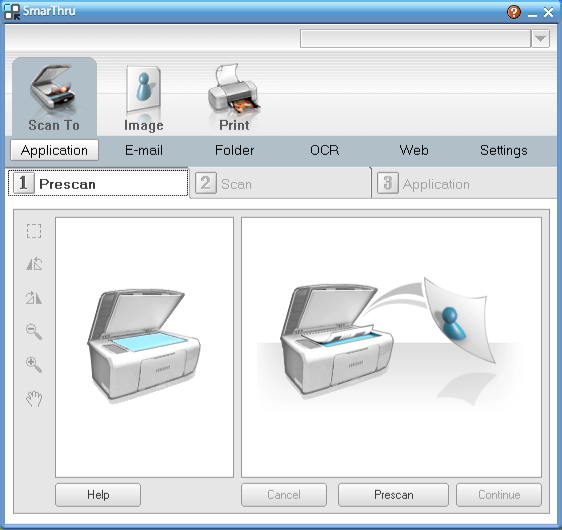 SmarThru
Scan To
Image
Print
Application
E-mail
Folder
OCR
Web
Settings
1 Prescan
2 Scan
3 Application
Help
Cancel
Prescan
Continue